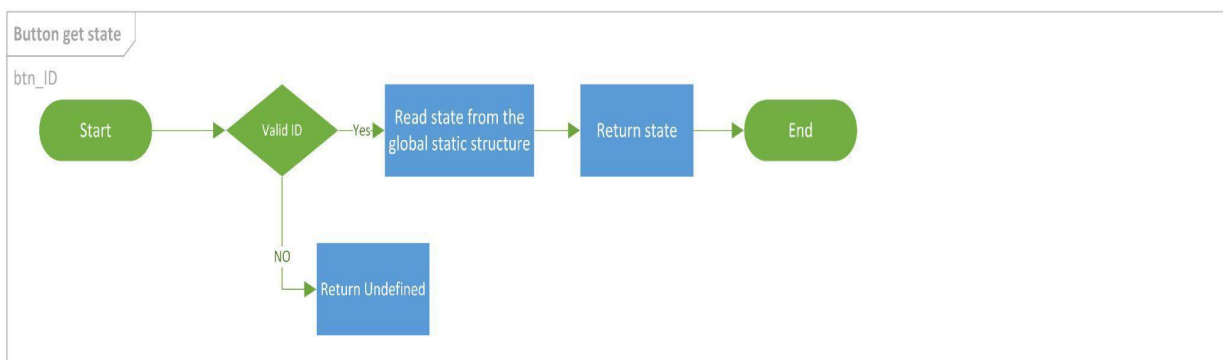 Button get state
btn_ID
Start
Valid ID
Yes
Read state from the
global static structure
Return state
End
NO
Return Undefined